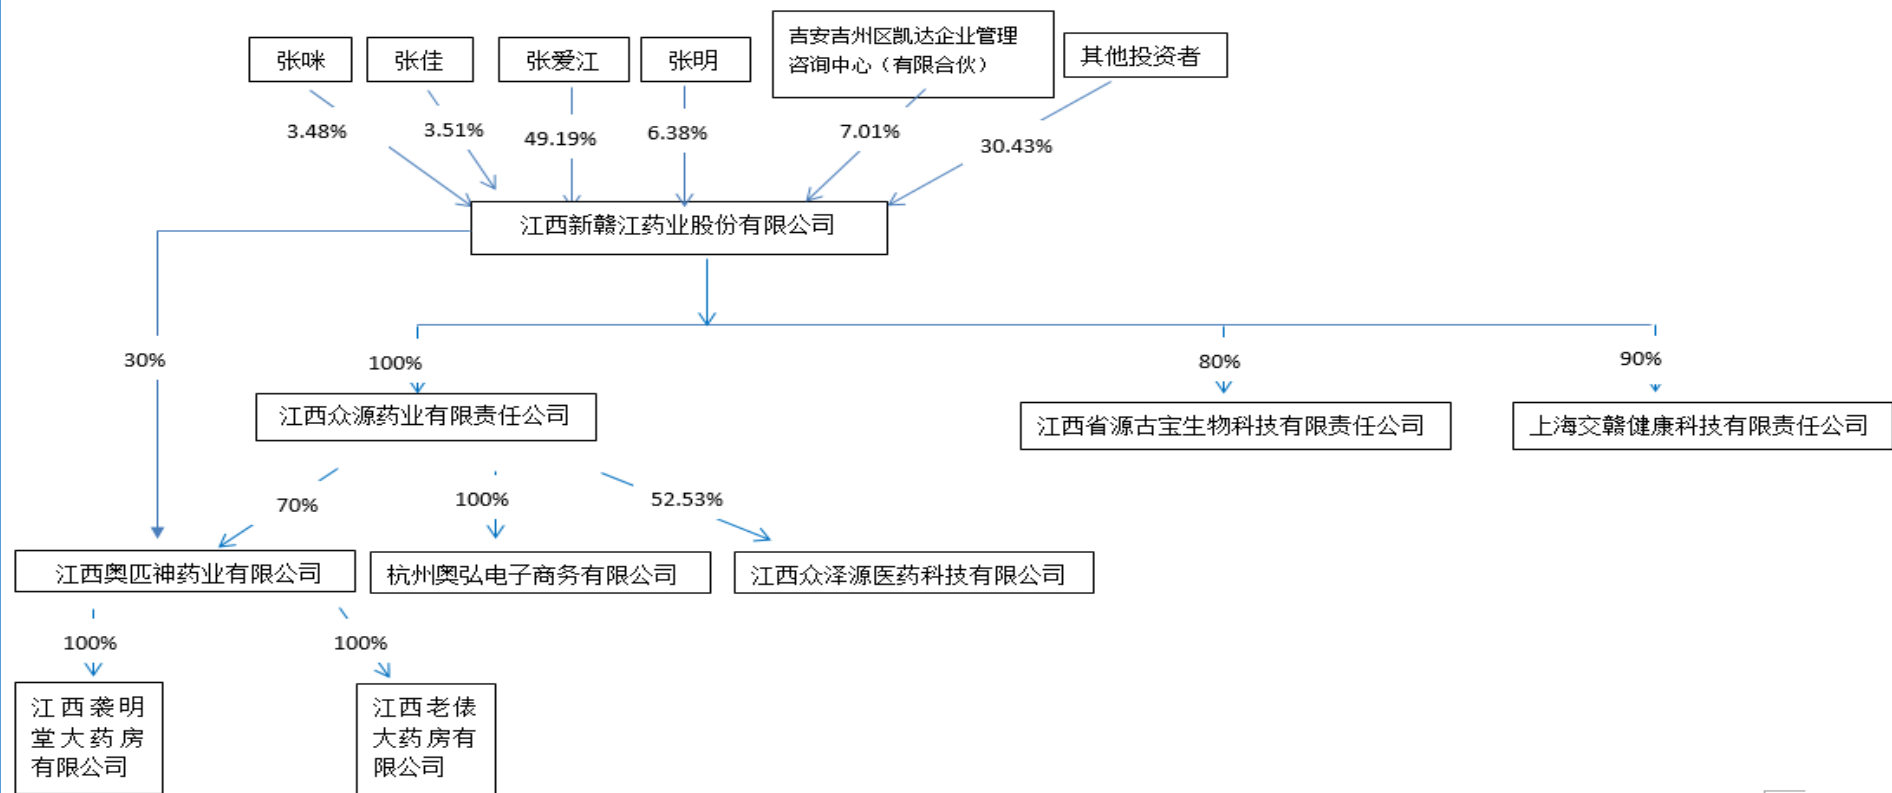 张咪
张佳
张爱江
张明
吉安吉州区凯达企业管理
咨询中心（有限合伙）
其他投资者
3.48%
3.51%
49.19%
6.38%
7.01%
30.43%
江西新赣江药业股份有限公司
30%
100%
80%
90%
江西众源药业有限责任公司
江西省源古宝生物科技有限责任公司
上海交赣健康科技有限责任公司
70%
100%
52.53%
江西奥匹神药业有限公司
杭州奥弘电子商务有限公司
江西众泽源医药科技有限公司
100%
100%
江西袭明
堂大药房
有限公司
江西老俵
大药房有
限公司